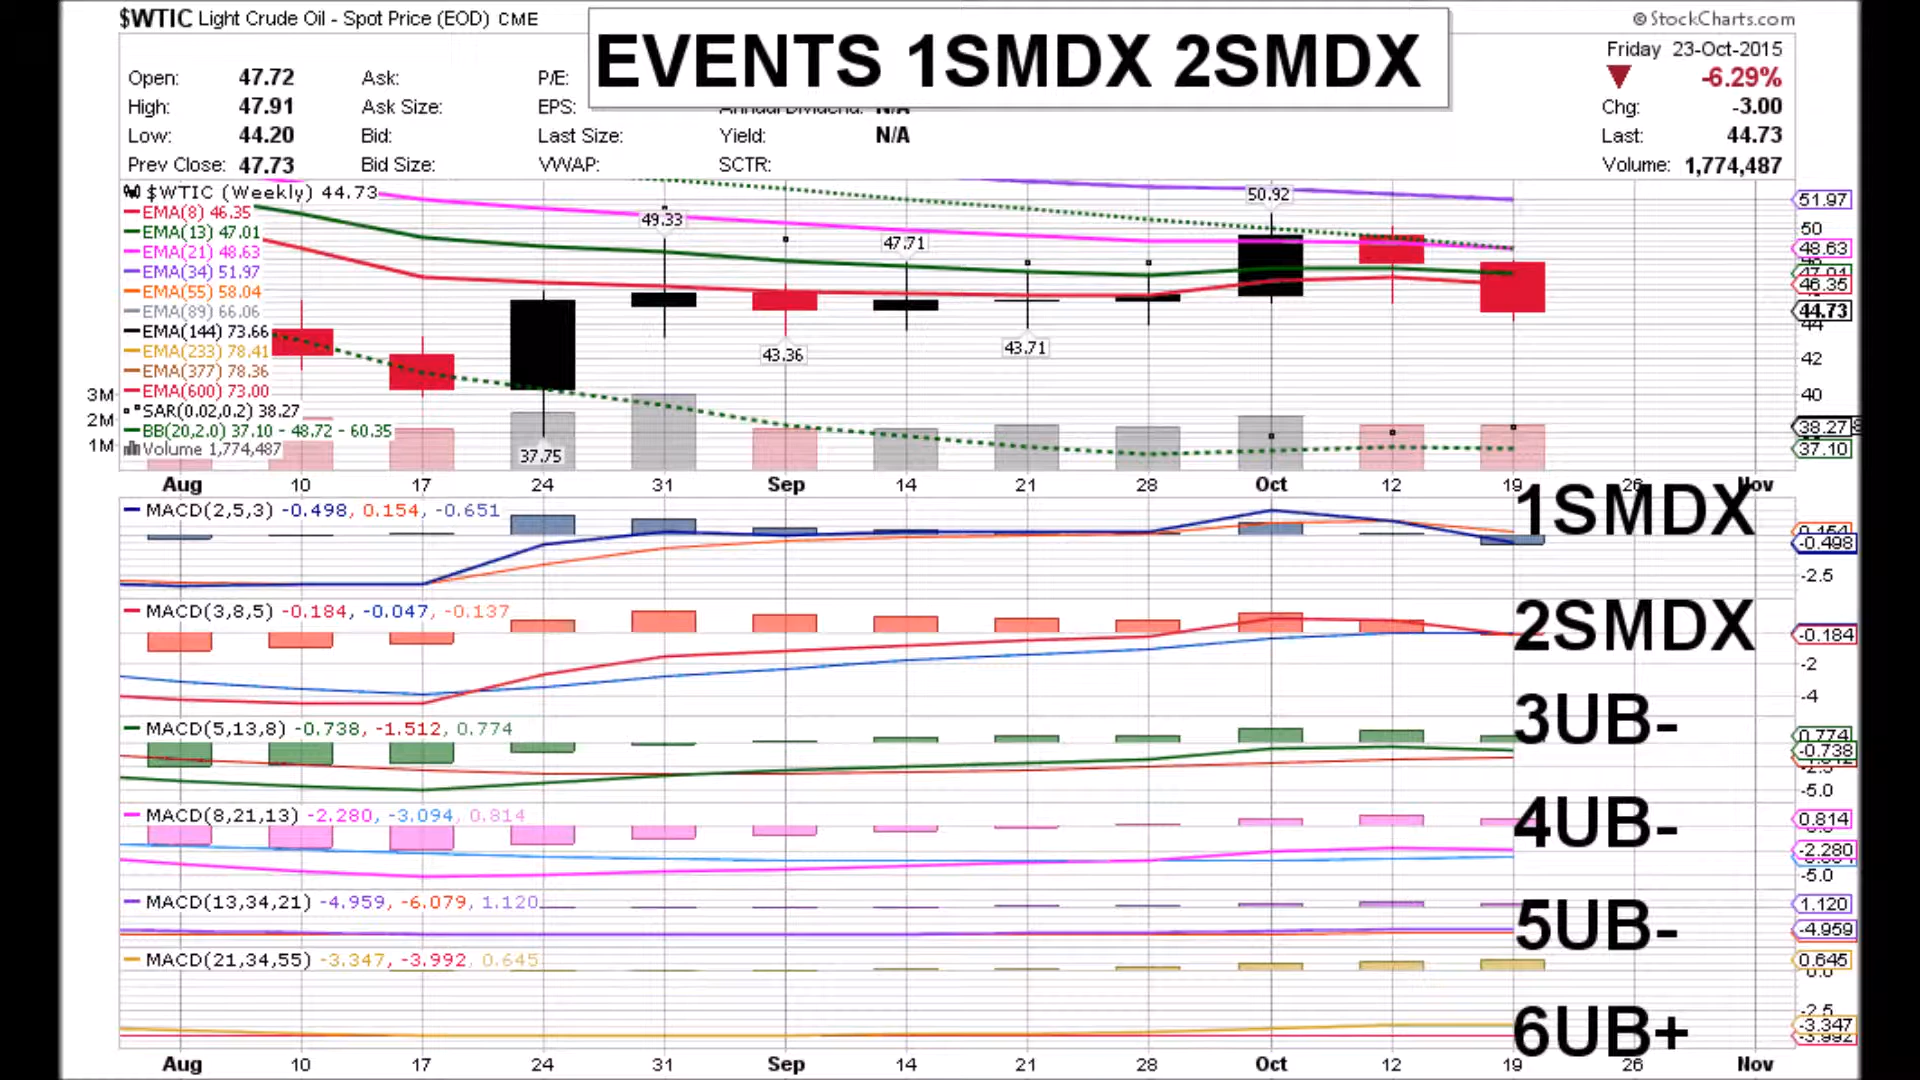 $WTIC Light Crude Oil - Spot Price (EOD) CME
EVENTS 1SMDX 2SMDX
© StockCharts.com
Friday 23-Oct-2015
Open: 47.72 Ask: P/E: -6.29%
High: 47.91 Ask Size: EPS: Annual Dividend: N/A Chg: -3.00
Low: 44.20 Bid: Last Size: Yield: N/A Last: 44.73
Prev Close: 47.73 Bid Size: VWAP: SCTR: Volume: 1,774,487
$WTIC (Weekly) 44.73
EMA(8) 46.35
EMA(13) 47.01
EMA(21) 48.63
EMA(34) 51.97
EMA(55) 58.04
EMA(89) 66.06
EMA(144) 73.66
EMA(233) 78.41
EMA(377) 78.36
EMA(600) 73.00
SAR(0.02,0.2) 38.27
BB(20,2.0) 37.10 - 48.72 - 60.35
Volume 1,774,487
3M
2M
1M
49.33
47.71
50.92
43.36
43.71
37.75
51.97
50
48.63
46.35
44.73
44
42
40
38.27
37.10
Aug 10 17 24 31 Sep 14 21 28 Oct 12 19 26 Nov
MACD(2,5,3) -0.498, 0.154, -0.651
1SMDX
0.154
-0.498
-2.5
MACD(3,8,5) -0.184, -0.047, -0.137
2SMDX
-0.184
-2
-4
MACD(5,13,8) -0.738, -1.512, 0.774
3UB-
0.774
-0.738
-5.0
MACD(8,21,13) -2.280, -3.094, 0.814
4UB-
0.814
-2.280
-5.0
MACD(13,34,21) -4.959, -6.079, 1.120
5UB-
1.120
-4.959
MACD(21,34,55) -3.347, -3.992, 0.645
0.645
0.0
6UB+
-2.5
-3.347
-3.992
Aug 10 17 24 31 Sep 14 21 28 Oct 12 19 26 Nov